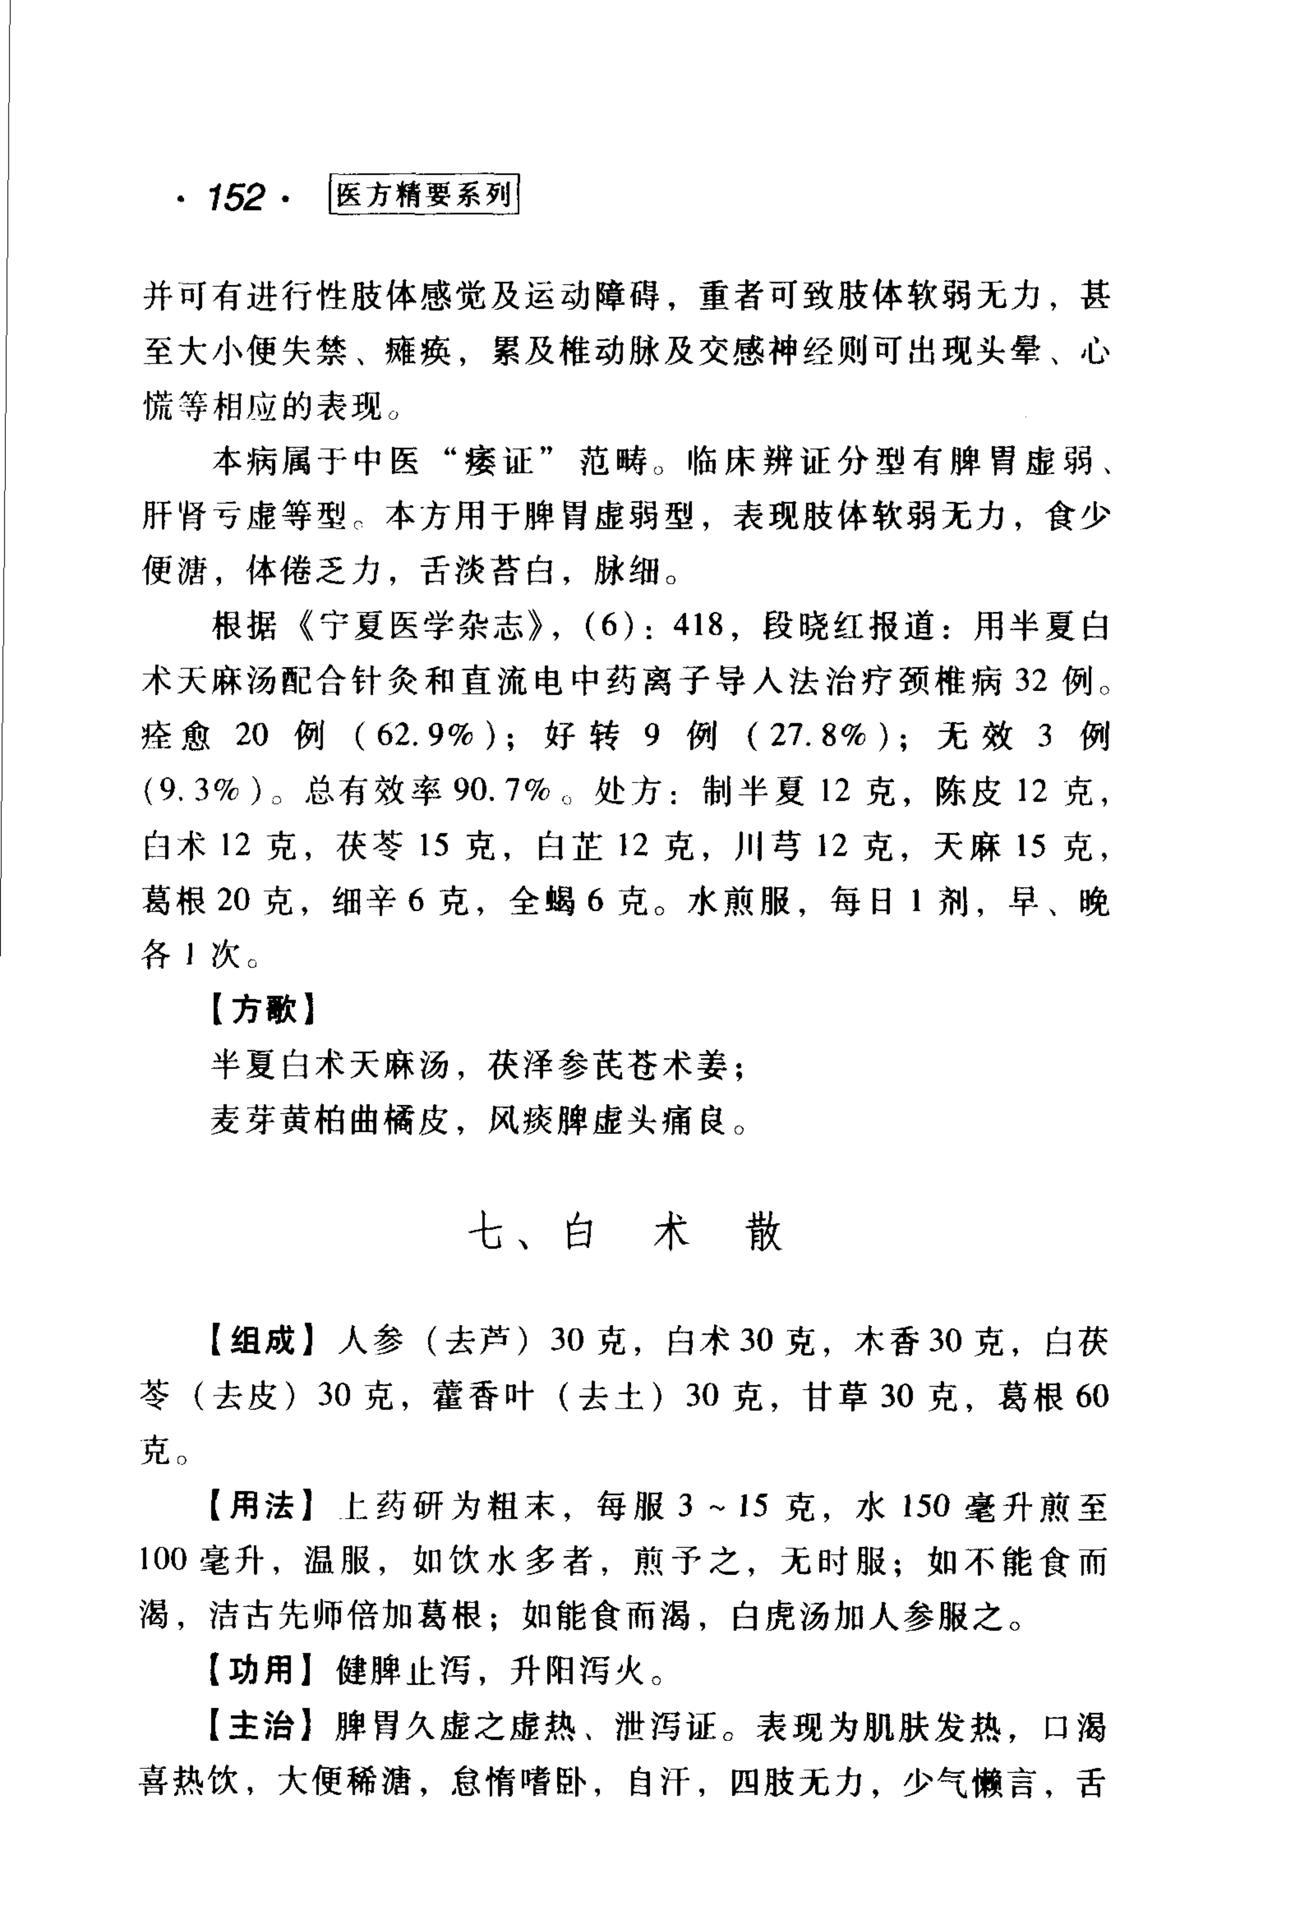 · 152 · 医方精要系列
并可有进行性肢体感觉及运动障碍，重者可致肢体软弱无力，甚
至大小便失禁、瘫痪，累及椎动脉及交感神经则可出现头晕、心
慌等相应的表现。
本病属于中医“痿证”范畴。临床辨证分型有脾胃虚弱、
肝肾亏虚等型。本方用于脾胃虚弱型，表现肢体软弱无力，食少
便溏，体倦乏力，舌淡苔白，脉细。
根据《宁夏医学杂志》，（6）：418，段晓红报道：用半夏白
术天麻汤配合针灸和直流电中药离子导入法治疗颈椎病 32 例。
痊愈 20 例（62.9%）；好转 9 例（27.8%）；无效 3 例
（9.3%）。总有效率 90.7%。处方：制半夏 12 克，陈皮 12 克，
白术 12 克，茯苓 15 克，白芷 12 克，川芎 12 克，天麻 15 克，
葛根 20 克，细辛 6 克，全蝎 6 克。水煎服，每日 1 剂，早、晚
各 1 次。
【方歌】
半夏白术天麻汤，茯泽参芪苍术姜；
麦芽黄柏曲橘皮，风痰脾虚头痛良。
七、白 术 散
【组成】人参（去芦）30 克，白术 30 克，木香 30 克，白茯
苓（去皮）30 克，藿香叶（去土）30 克，甘草 30 克，葛根 60
克。
【用法】上药研为粗末，每服 3～15 克，水 150 毫升煎至
100 毫升，温服，如饮水多者，煎予之，无时服；如不能食而
渴，洁古先师倍加葛根；如能食而渴，白虎汤加人参服之。
【功用】健脾止泻，升阳泻火。
【主治】脾胃久虚之虚热、泄泻证。表现为肌肤发热，口渴
喜热饮，大便稀溏，怠惰嗜卧，自汗，四肢无力，少气懒言，舌